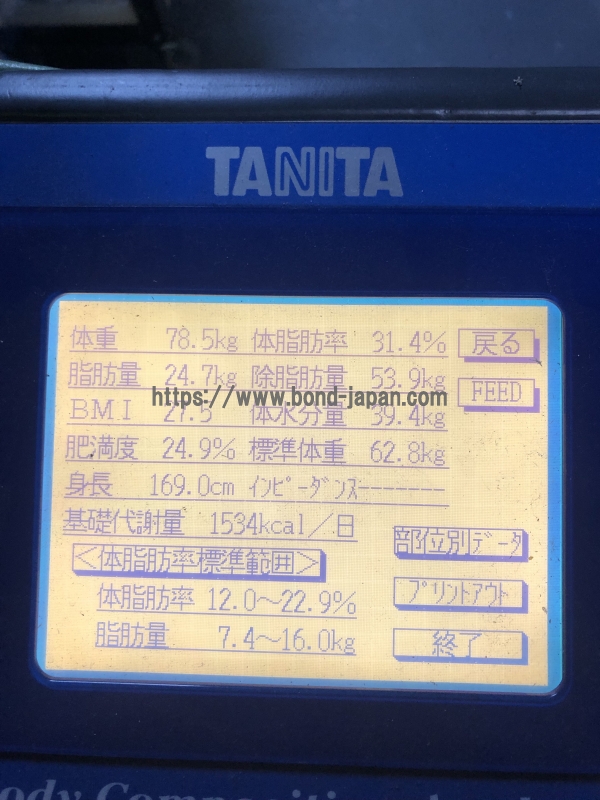 TANITA
体重 78.5kg 体脂肪率 31.4% 戻る
脂肪量 24.7kg 除脂肪量 53.9kg FEED
https://www.bond-japan.com
BMI 27.5 体水分量 39.4kg
肥満度 24.9% 標準体重 62.8kg
身長 169.0cm インピーダンス-------
基礎代謝量 1534kcal/日 部位別データ
<体脂肪率標準範囲>
体脂肪率 12.0~22.9% プリントアウト
脂肪量 7.4~16.0kg 終了